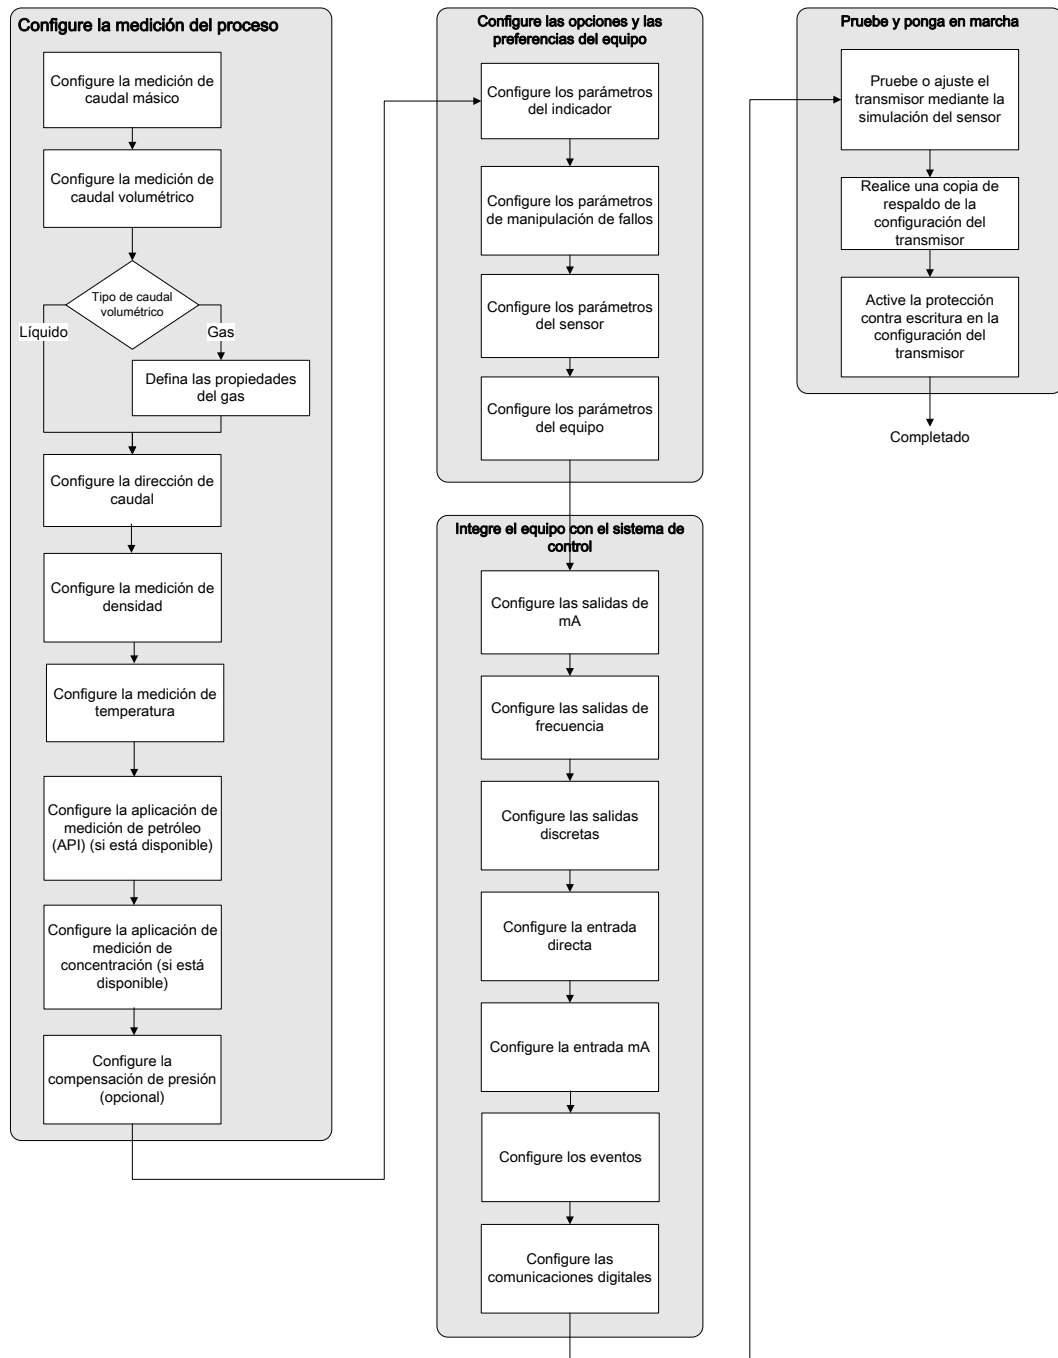 Configure la medición del proceso
Configure la medición de
caudal másico
Configure la medición de
caudal volumétrico
Tipo de caudal
volumétrico
Líquido
Gas
Defina las propiedades
del gas
Configure la dirección de
caudal
Configure la medición de
densidad
Configure la medición de
temperatura
Configure la aplicación de
medición de petróleo
(API) (si está disponible)
Configure la aplicación de
medición de
concentración (si está
disponible)
Configure la
compensación de presión
(opcional)
Configure las opciones y las
preferencias del equipo
Configure los parámetros
del indicador
Configure los parámetros
de manipulación de fallos
Configure los parámetros
del sensor
Configure los parámetros
del equipo
Integre el equipo con el sistema de
control
Configure las salidas de
mA
Configure las salidas de
frecuencia
Configure las salidas
discretas
Configure la entrada
directa
Configure la entrada mA
Configure los eventos
Configure las
comunicaciones digitales
Pruebe y ponga en marcha
Pruebe o ajuste el
transmisor mediante la
simulación del sensor
Realice una copia de
respaldo de la
configuración del
transmisor
Active la protección
contra escritura en la
configuración del
transmisor
Completado